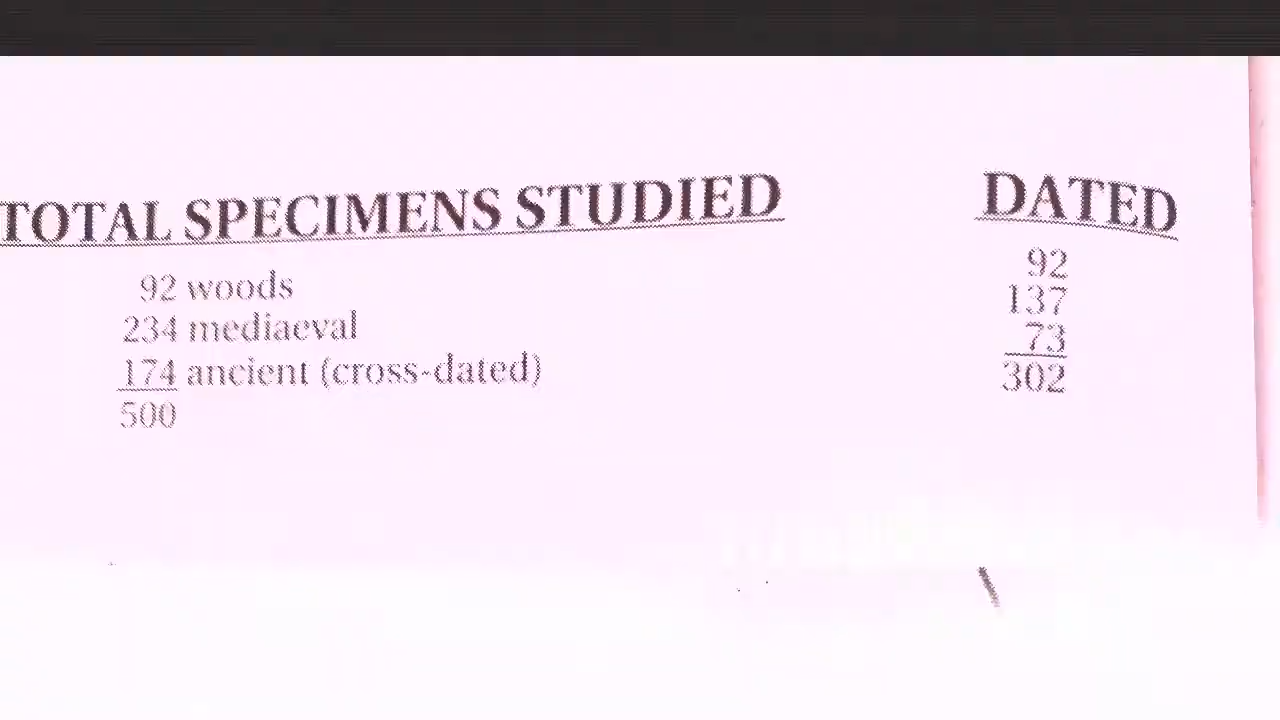 TOTAL SPECIMENS STUDIED DATED
92 woods 92
234 mediaeval 137
174 ancient (cross-dated) 73
500 302